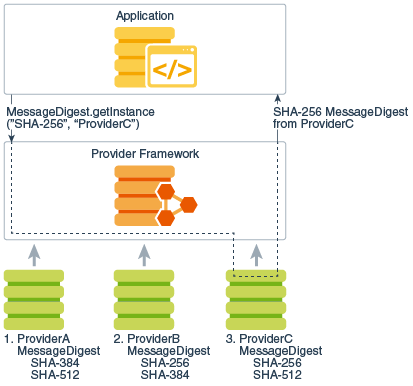 Application
</>
MessageDigest.getInstance
("SHA-256", “ProviderC”)
SHA-256 MessageDigest
from ProviderC
Provider Framework
1. ProviderA
MessageDigest
SHA-384
SHA-512
2. ProviderB
MessageDigest
SHA-256
SHA-384
3. ProviderC
MessageDigest
SHA-256
SHA-512